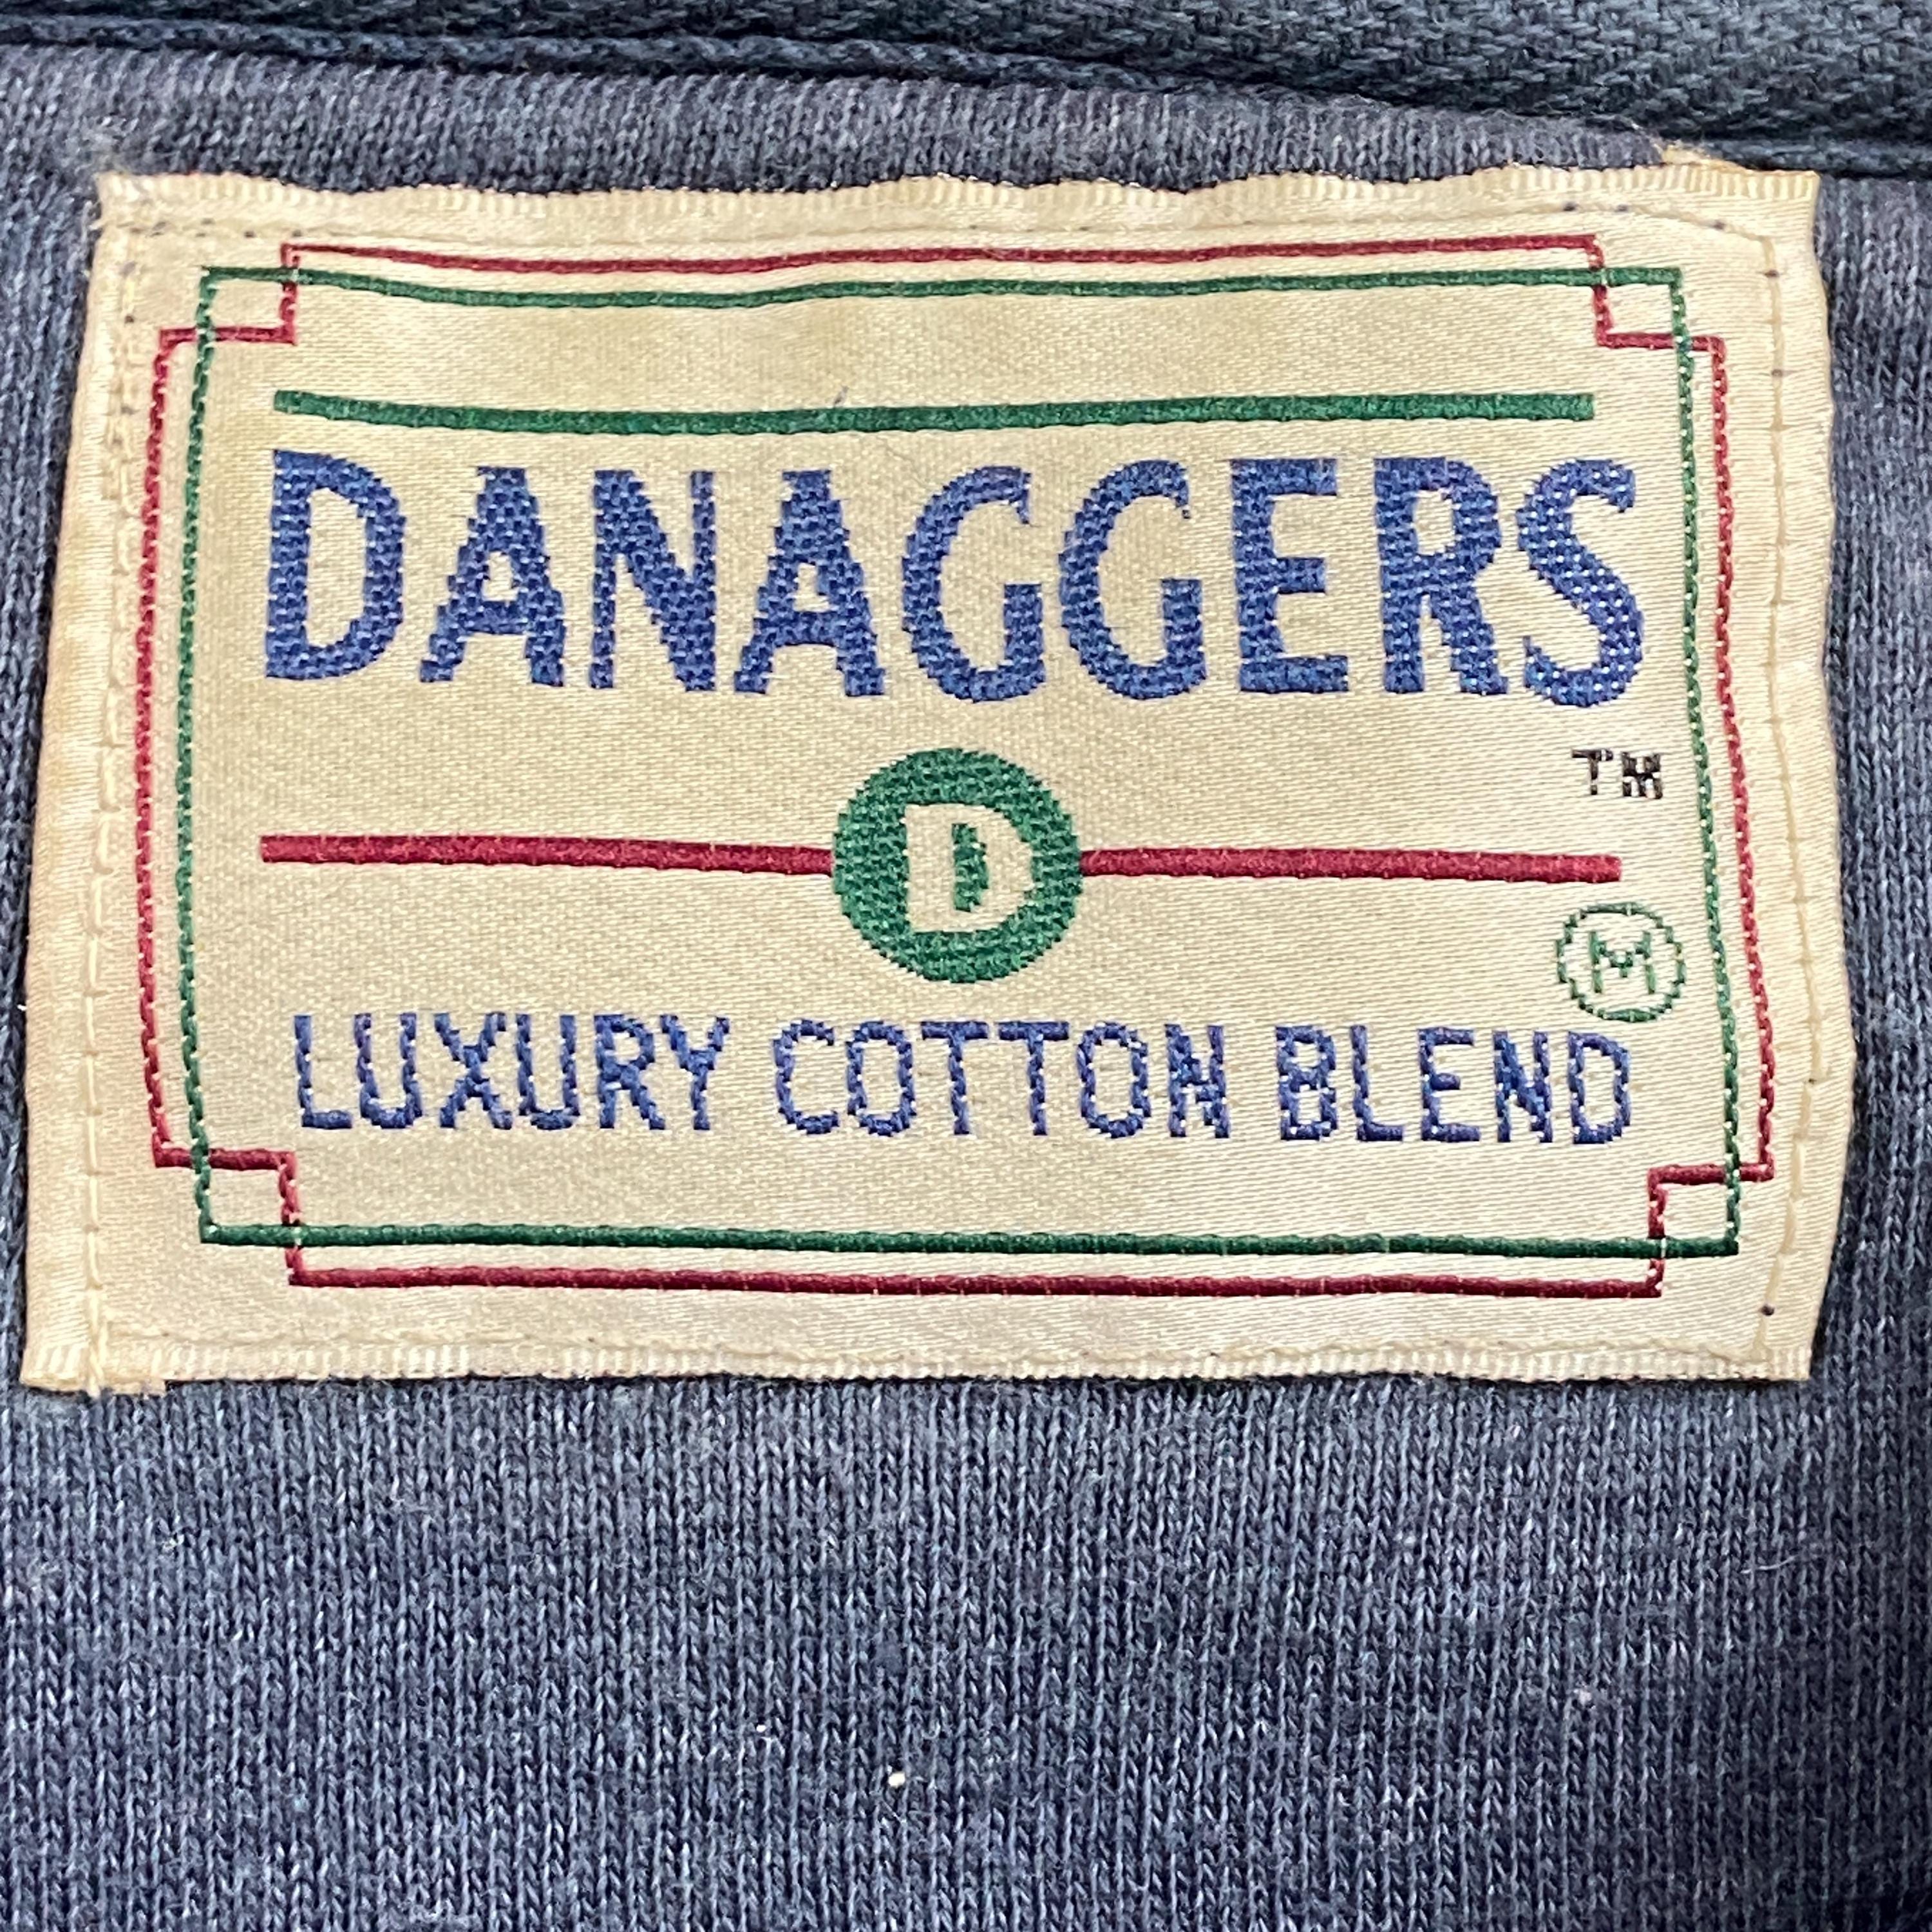 DANAGGERS
TM
D
M
LUXURY COTTON BLEND